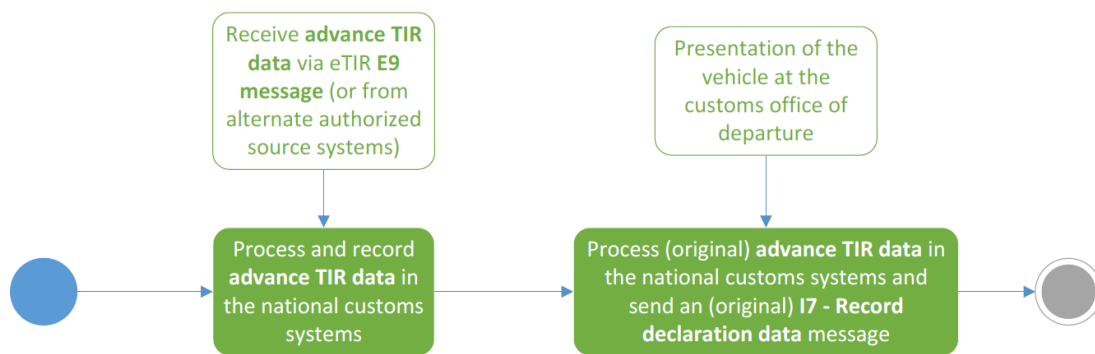 Receive advance TIR
data via eTIR E9
message (or from
alternate authorized
source systems)
Presentation of the
vehicle at the
customs office of
departure
Process and record
advance TIR data in
the national customs
systems
Process (original) advance TIR data in
the national customs systems and
send an (original) I7 - Record
declaration data message